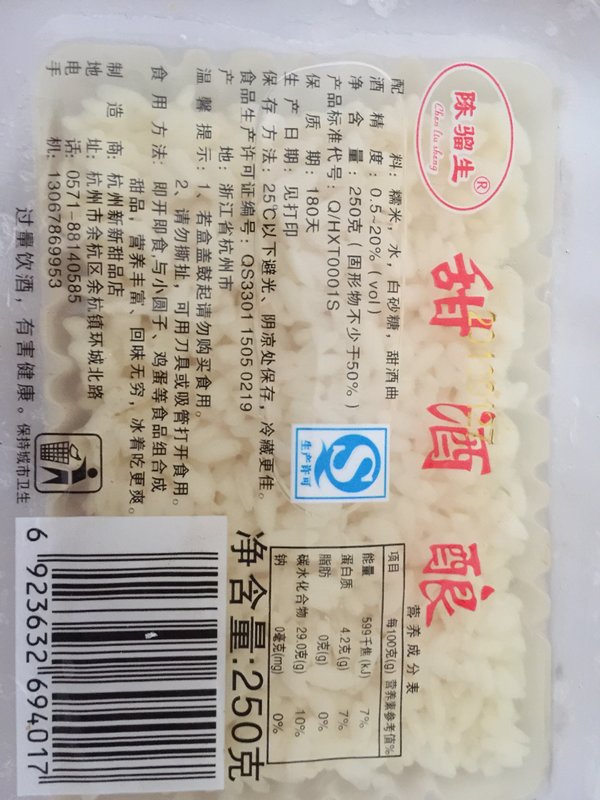 陈骝生®
Chen liu sheng
甜酒酿
配料：糯米，水，白砂糖，甜酒曲
酒精度：0.5~20%（vol）
净含量：250克（固形物不少于50%）
产品标准代号：Q/HXT0001S
保质期：180天
生产日期：见打印
保存方法：25℃以下避光、阴凉处保存，冷藏更佳。
食品生产许可证编号：QS3301 1505 0219
产地：浙江省杭州市
温馨提示：1、若盒盖鼓起请勿购买食用。
2、请勿撕扯，可用刀具或吸管打开食用。
食用方法：即开即食,与小圆子、鸡蛋等食品组合成
甜品，营养丰富、回味无穷，冰着吃更爽。
制造商：杭州新新甜品店
地址：杭州市余杭区余杭镇环城北路
电话：0571-88140585
手机：13067869953
过量饮酒，有害健康。
保持城市卫生
生产许可
营养成分表
项目 每100克(g) 营养素参考值%
能量 599千焦(kJ) 7%
蛋白质 4.2克(g) 7%
脂肪 0克(g) 0%
碳水化合物 29.0克(g) 10%
钠 0毫克(mg) 0%
净含量:250克
6 923632 694017